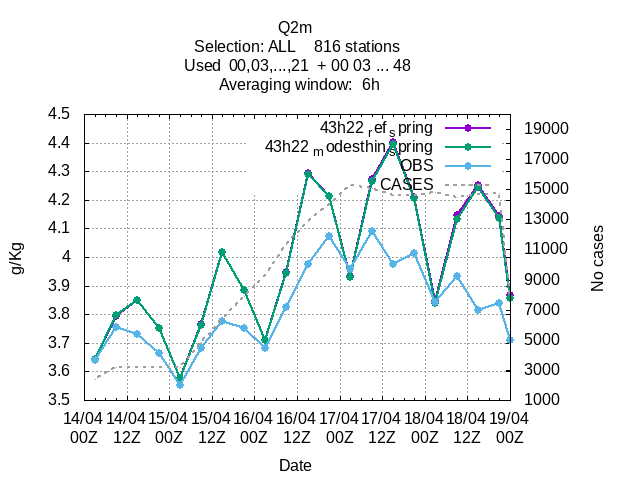 Q2m
Selection: ALL 816 stations
Used 00,03,...,21 + 00 03 ... 48
Averaging window: 6h
43h22 ref spring
43h22 modesthin spring
OBS
CASES
4.5
4.4
4.3
4.2
4.1
4
3.9
3.8
3.7
3.6
3.5
g/Kg
19000
17000
15000
13000
11000
9000
7000
5000
3000
1000
No cases
14/04 14/04 15/04 15/04 16/04 16/04 17/04 17/04 18/04 18/04 19/04
00Z 12Z 00Z 12Z 00Z 12Z 00Z 12Z 00Z 12Z 00Z
Date